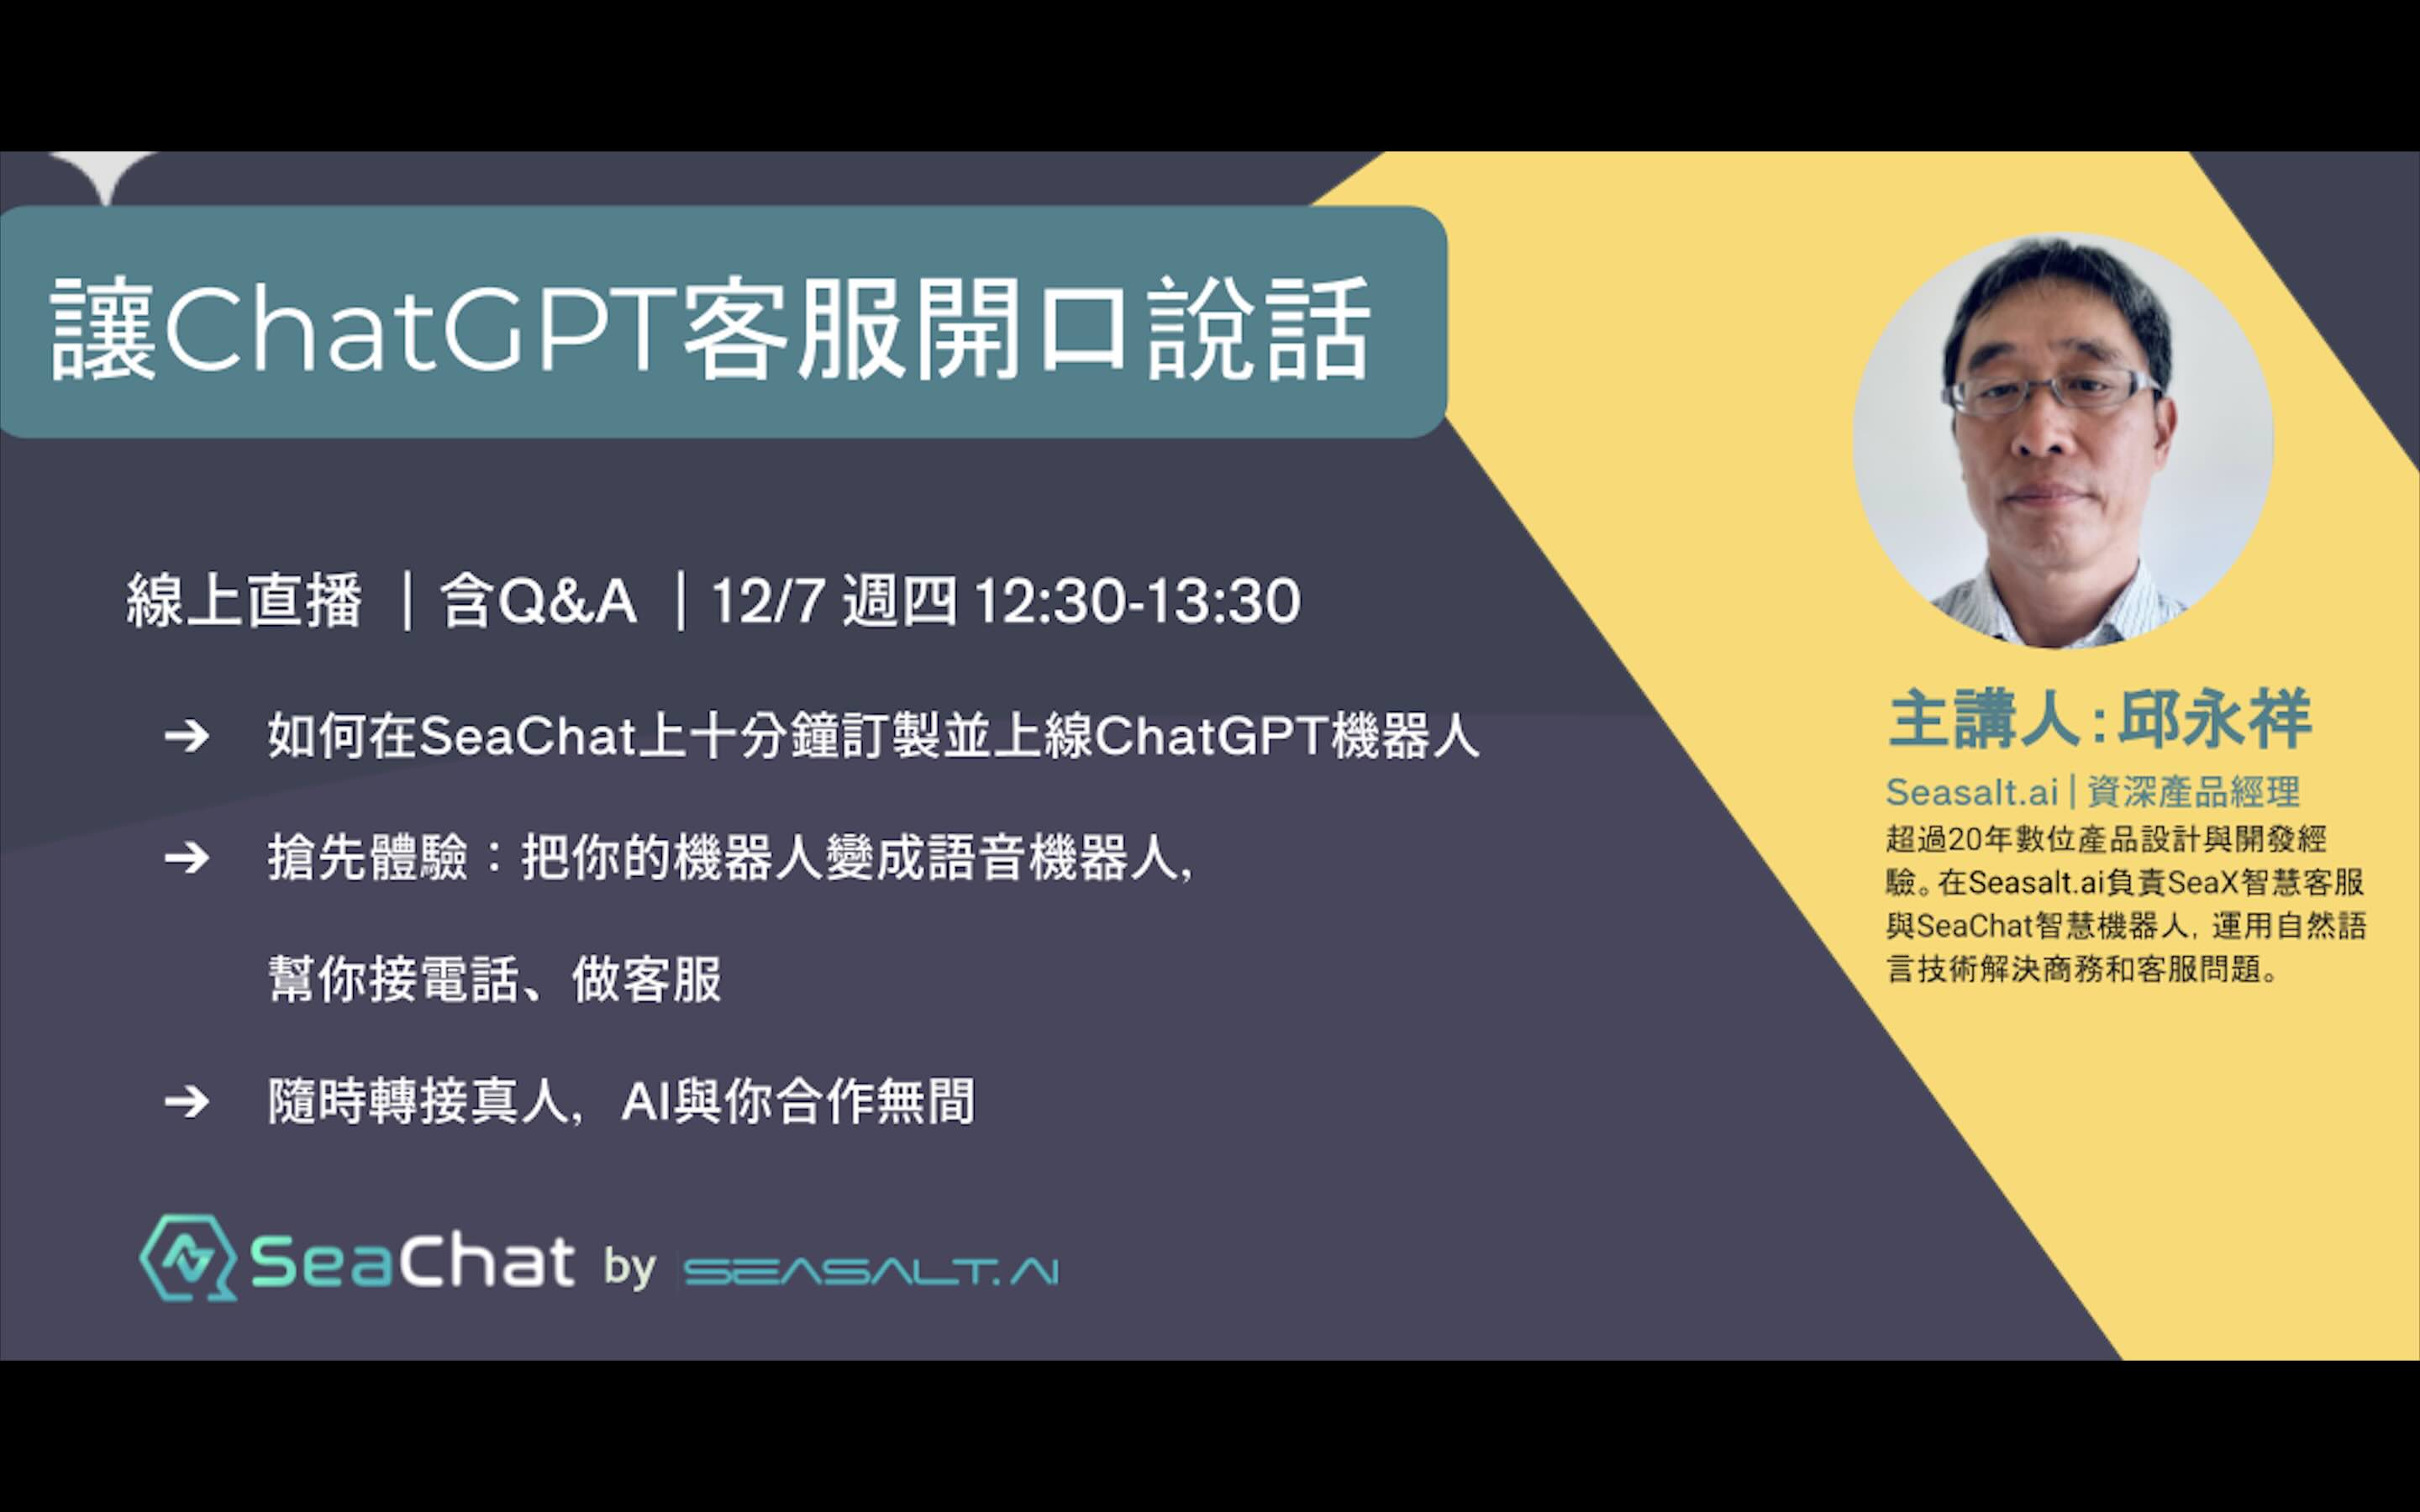 讓ChatGPT客服開口說話
線上直播 ｜含Q&A ｜12/7 週四 12:30-13:30
➔ 如何在SeaChat上十分鐘訂製並上線ChatGPT機器人
➔ 搶先體驗：把你的機器人變成語音機器人,
幫你接電話、做客服
➔ 隨時轉接真人, AI與你合作無間
SeaChat by SEASALT.AI
主講人:邱永祥
Seasalt.ai | 資深產品經理
超過20年數位產品設計與開發經
驗。在Seasalt.ai負責SeaX智慧客服
與SeaChat智慧機器人, 運用自然語
言技術解決商務和客服問題。